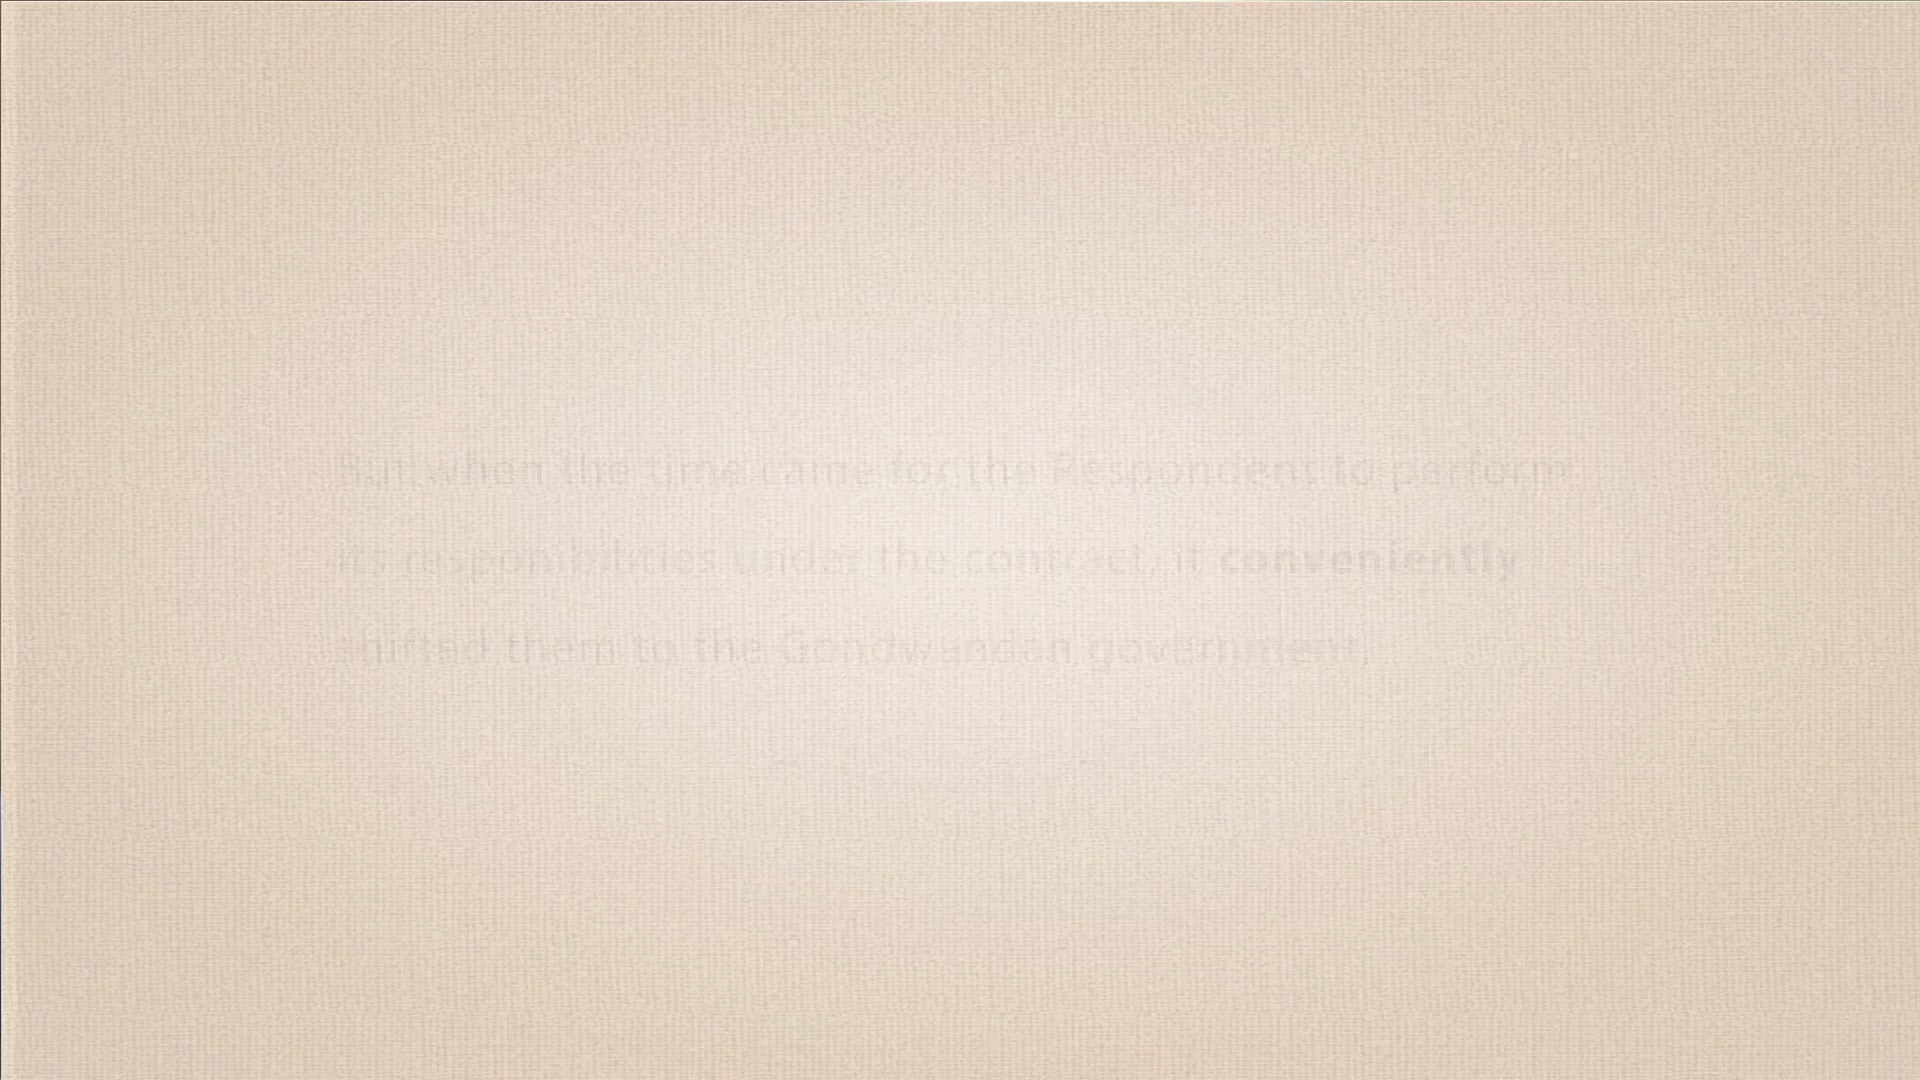 But when the time came for the Respondent to perform
its responsibilities under the contract, it conveniently
shifted them to the Gondwandan government.